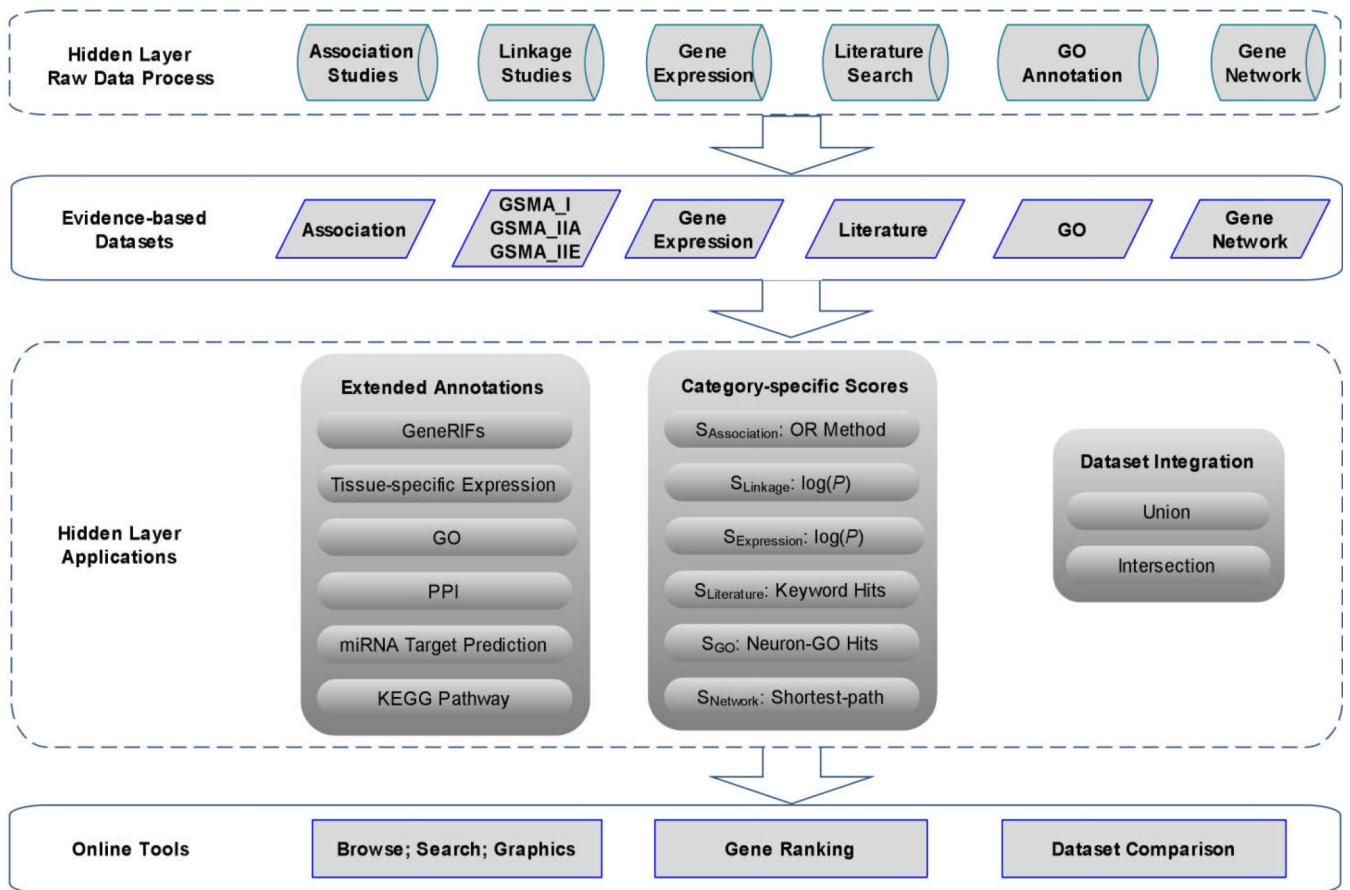 Hidden Layer
Raw Data Process
Association
Studies
Linkage
Studies
Gene
Expression
Literature
Search
GO
Annotation
Gene
Network
Evidence-based
Datasets
Association
GSMA_I
GSMA_IIA
GSMA_IIE
Gene
Expression
Literature
GO
Gene
Network
Hidden Layer
Applications
Extended Annotations
GeneRIFs
Tissue-specific Expression
GO
PPI
miRNA Target Prediction
KEGG Pathway
Category-specific Scores
SAssociation: OR Method
SLinkage: log(P)
SExpression: log(P)
SLiterature: Keyword Hits
SGO: Neuron-GO Hits
SNetwork: Shortest-path
Dataset Integration
Union
Intersection
Online Tools
Browse; Search; Graphics
Gene Ranking
Dataset Comparison